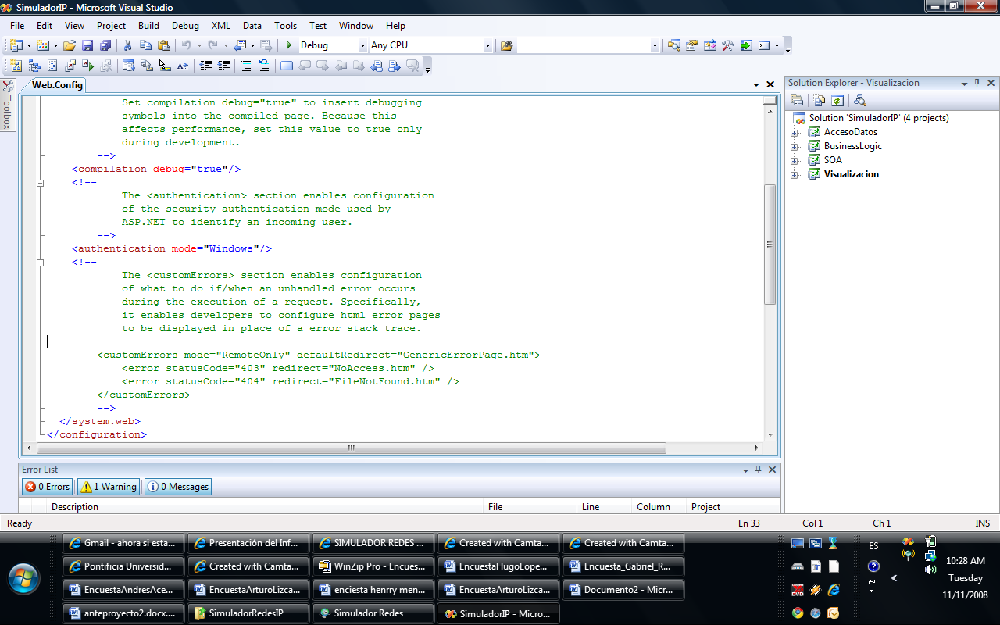 SimuladorIP - Microsoft Visual Studio
File Edit View Project Build Debug XML Data Tools Test Window Help
Debug Any CPU
Toolbox
Web.Config
Set compilation debug="true" to insert debugging
symbols into the compiled page. Because this
affects performance, set this value to true only
during development.
-->
<compilation debug="true"/>
<!--
The <authentication> section enables configuration
of the security authentication mode used by
ASP.NET to identify an incoming user.
-->
<authentication mode="Windows"/>
<!--
The <customErrors> section enables configuration
of what to do if/when an unhandled error occurs
during the execution of a request. Specifically,
it enables developers to configure html error pages
to be displayed in place of a error stack trace.
<customErrors mode="RemoteOnly" defaultRedirect="GenericErrorPage.htm">
<error statusCode="403" redirect="NoAccess.htm" />
<error statusCode="404" redirect="FileNotFound.htm" />
</customErrors>
-->
</system.web>
</configuration>
Solution Explorer - Visualizacion
Solution 'SimuladorIP' (4 projects)
AccesoDatos
BusinessLogic
SOA
Visualizacion
Error List
0 Errors 1 Warning 0 Messages
Description File Line Column Project
Ready Ln 33 Col 1 Ch 1 INS
Gmail - ahora si esta... Presentación del Inf... SIMULADOR REDES ... Created with Camta... Created with Camta...
Pontificia Universid... Created with Camta... WinZip Pro - Encues... EncuestaHugoLope... Encuesta_Gabriel_R...
EncuestaAndresAce... EncuestaArturoLizca... enciesta henrry men... EncuestaArturoLizca... Documento2 - Micr...
anteproyecto2.docx.... SimuladorRedesIP Simulador Redes SimuladorIP - Micro...
ES
10:28 AM
Tuesday
11/11/2008